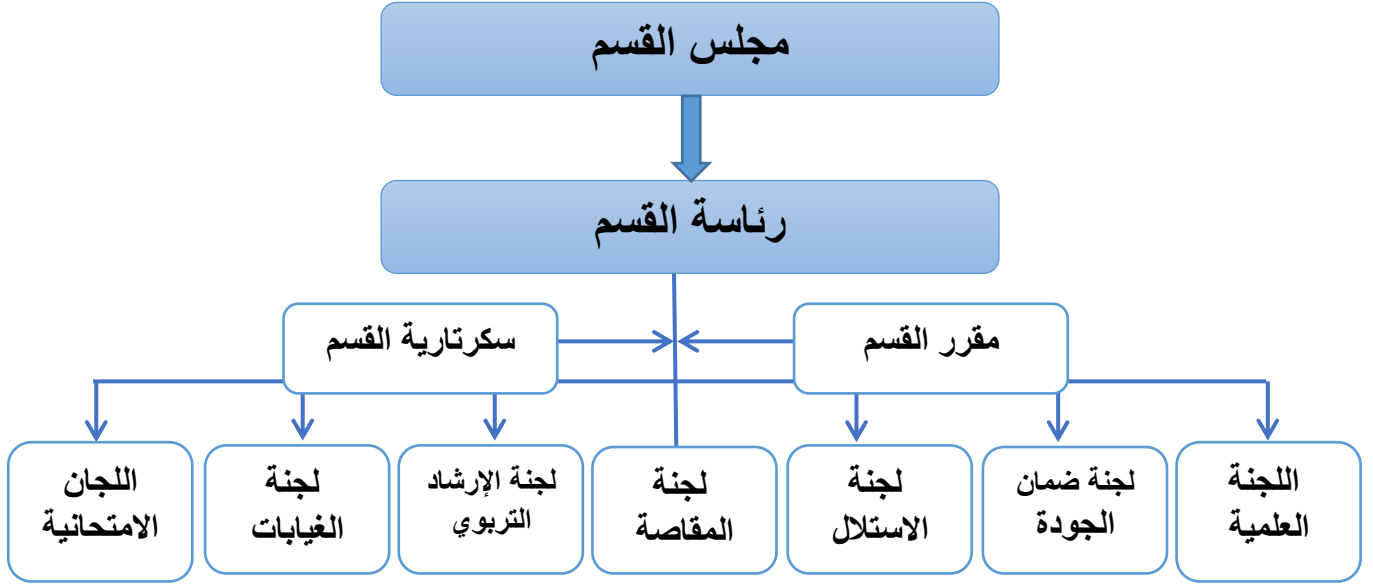 مجلس القسم
رئاسة القسم
مقرر القسم
سكرتارية القسم
اللجنة
العلمية
لجنة ضمان
الجودة
لجنة
الاستلال
لجنة
المقاصة
لجنة الإرشاد
التربوي
لجنة
الغيابات
اللجان
الامتحانية